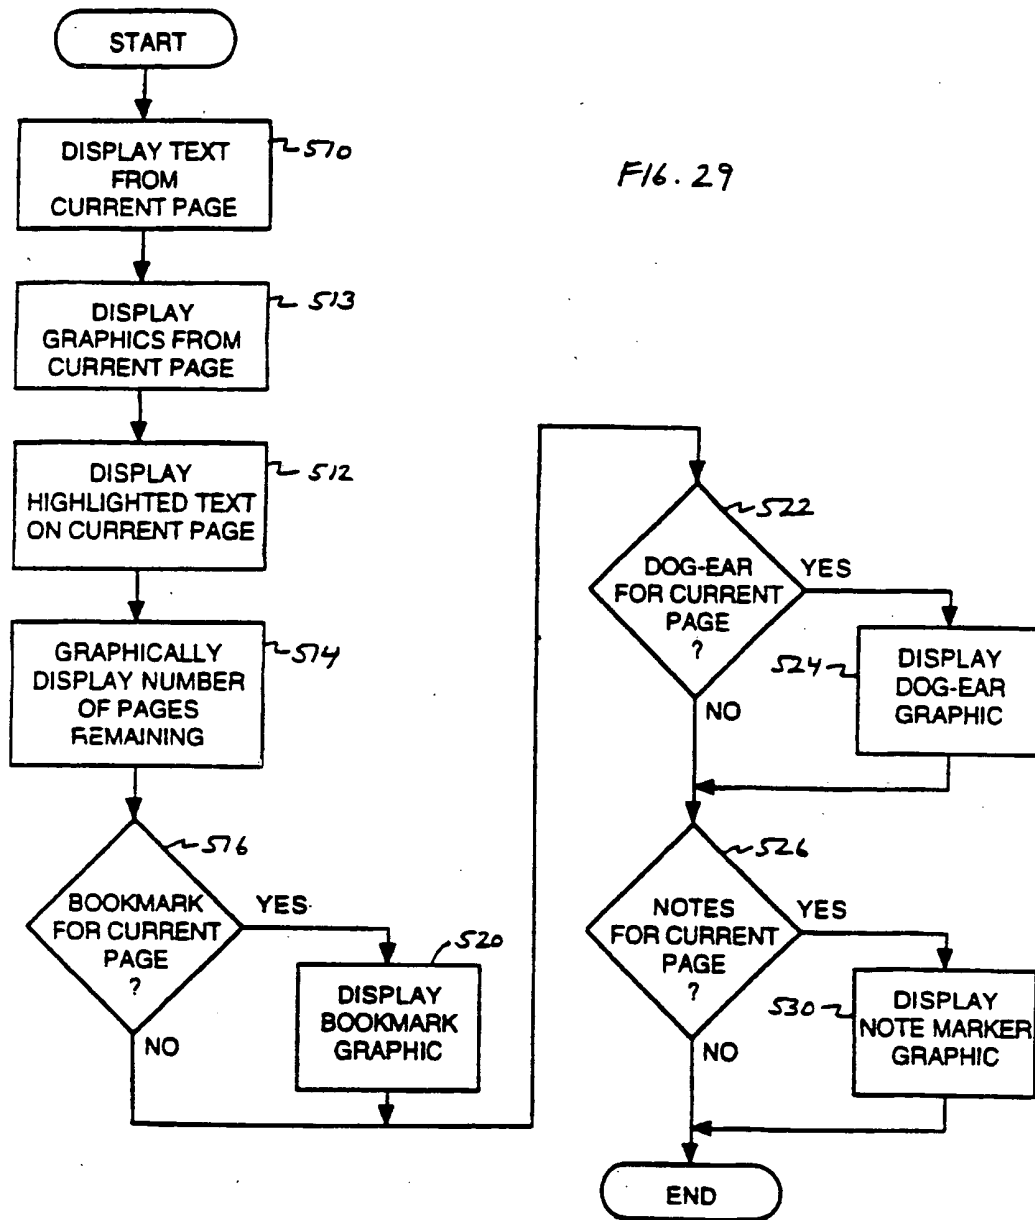 START
DISPLAY TEXT
FROM
CURRENT PAGE
510
FIG. 29
DISPLAY
GRAPHICS FROM
CURRENT PAGE
513
DISPLAY
HIGHLIGHTED TEXT
ON CURRENT PAGE
512
GRAPHICALLY
DISPLAY NUMBER
OF PAGES
REMAINING
514
BOOKMARK
FOR CURRENT
PAGE
?
516
YES
NO
DISPLAY
BOOKMARK
GRAPHIC
520
DOG-EAR
FOR CURRENT
PAGE
?
522
YES
NO
DISPLAY
DOG-EAR
GRAPHIC
524
NOTES
FOR CURRENT
PAGE
?
526
YES
NO
DISPLAY
NOTE MARKER
GRAPHIC
530
END